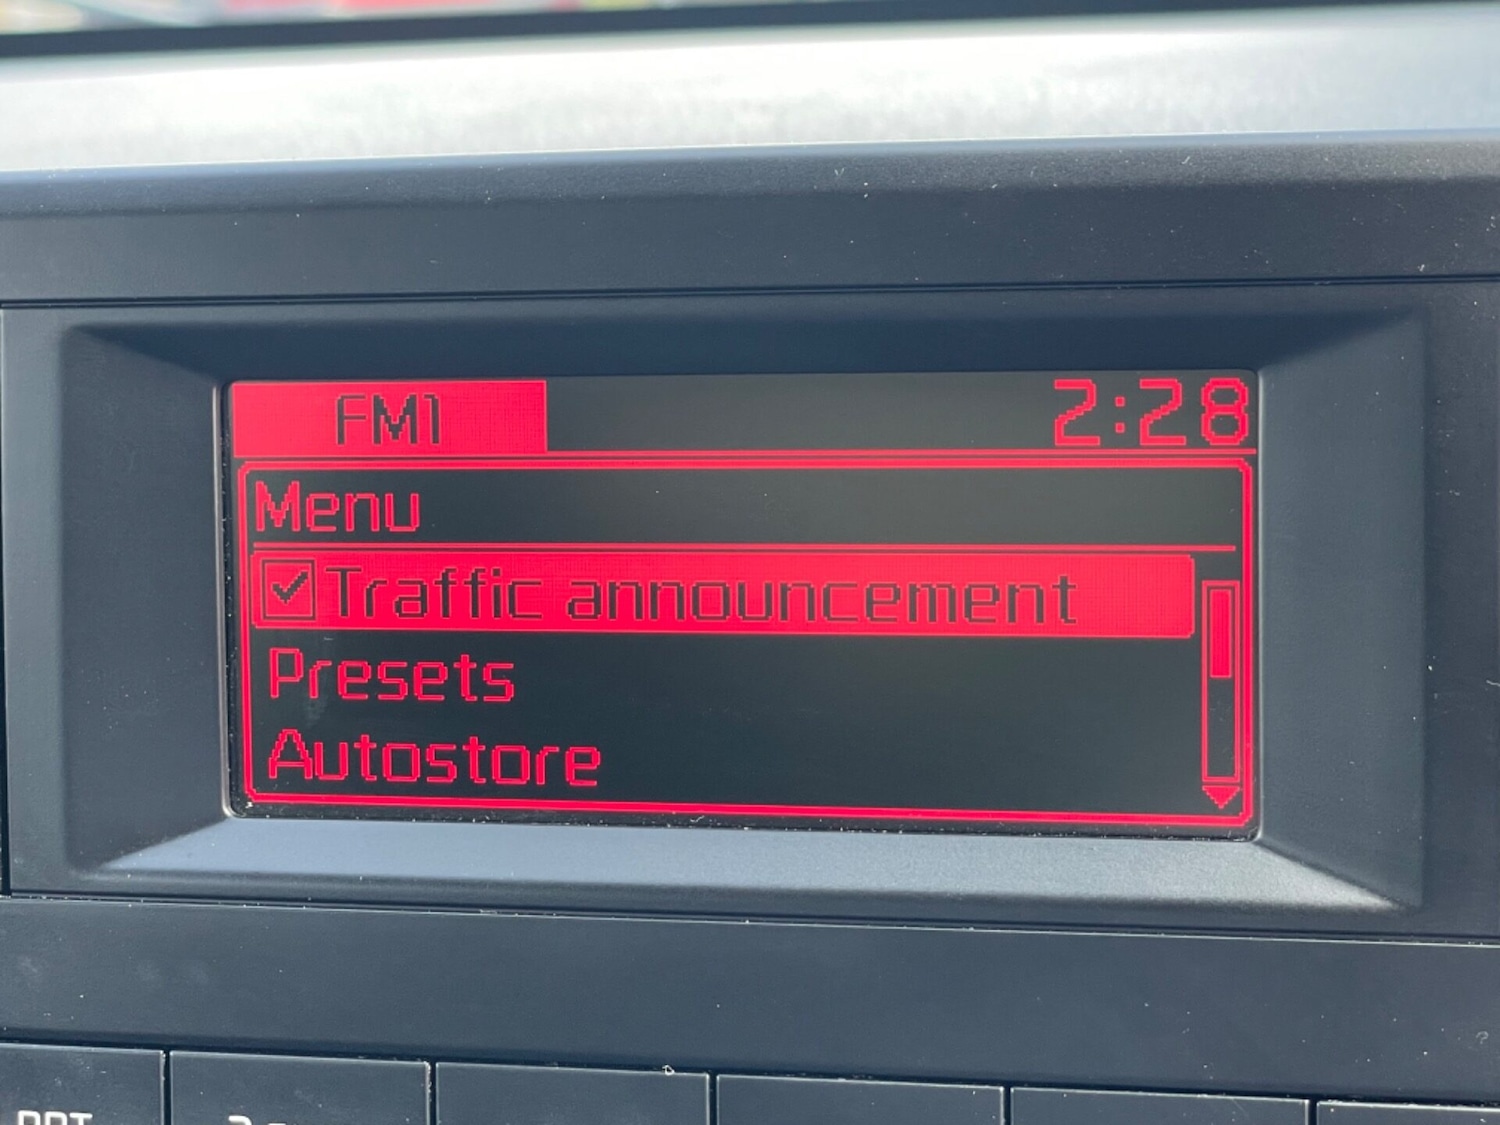 FM1 2:28
Menu
Traffic announcement
Presets
Autostore